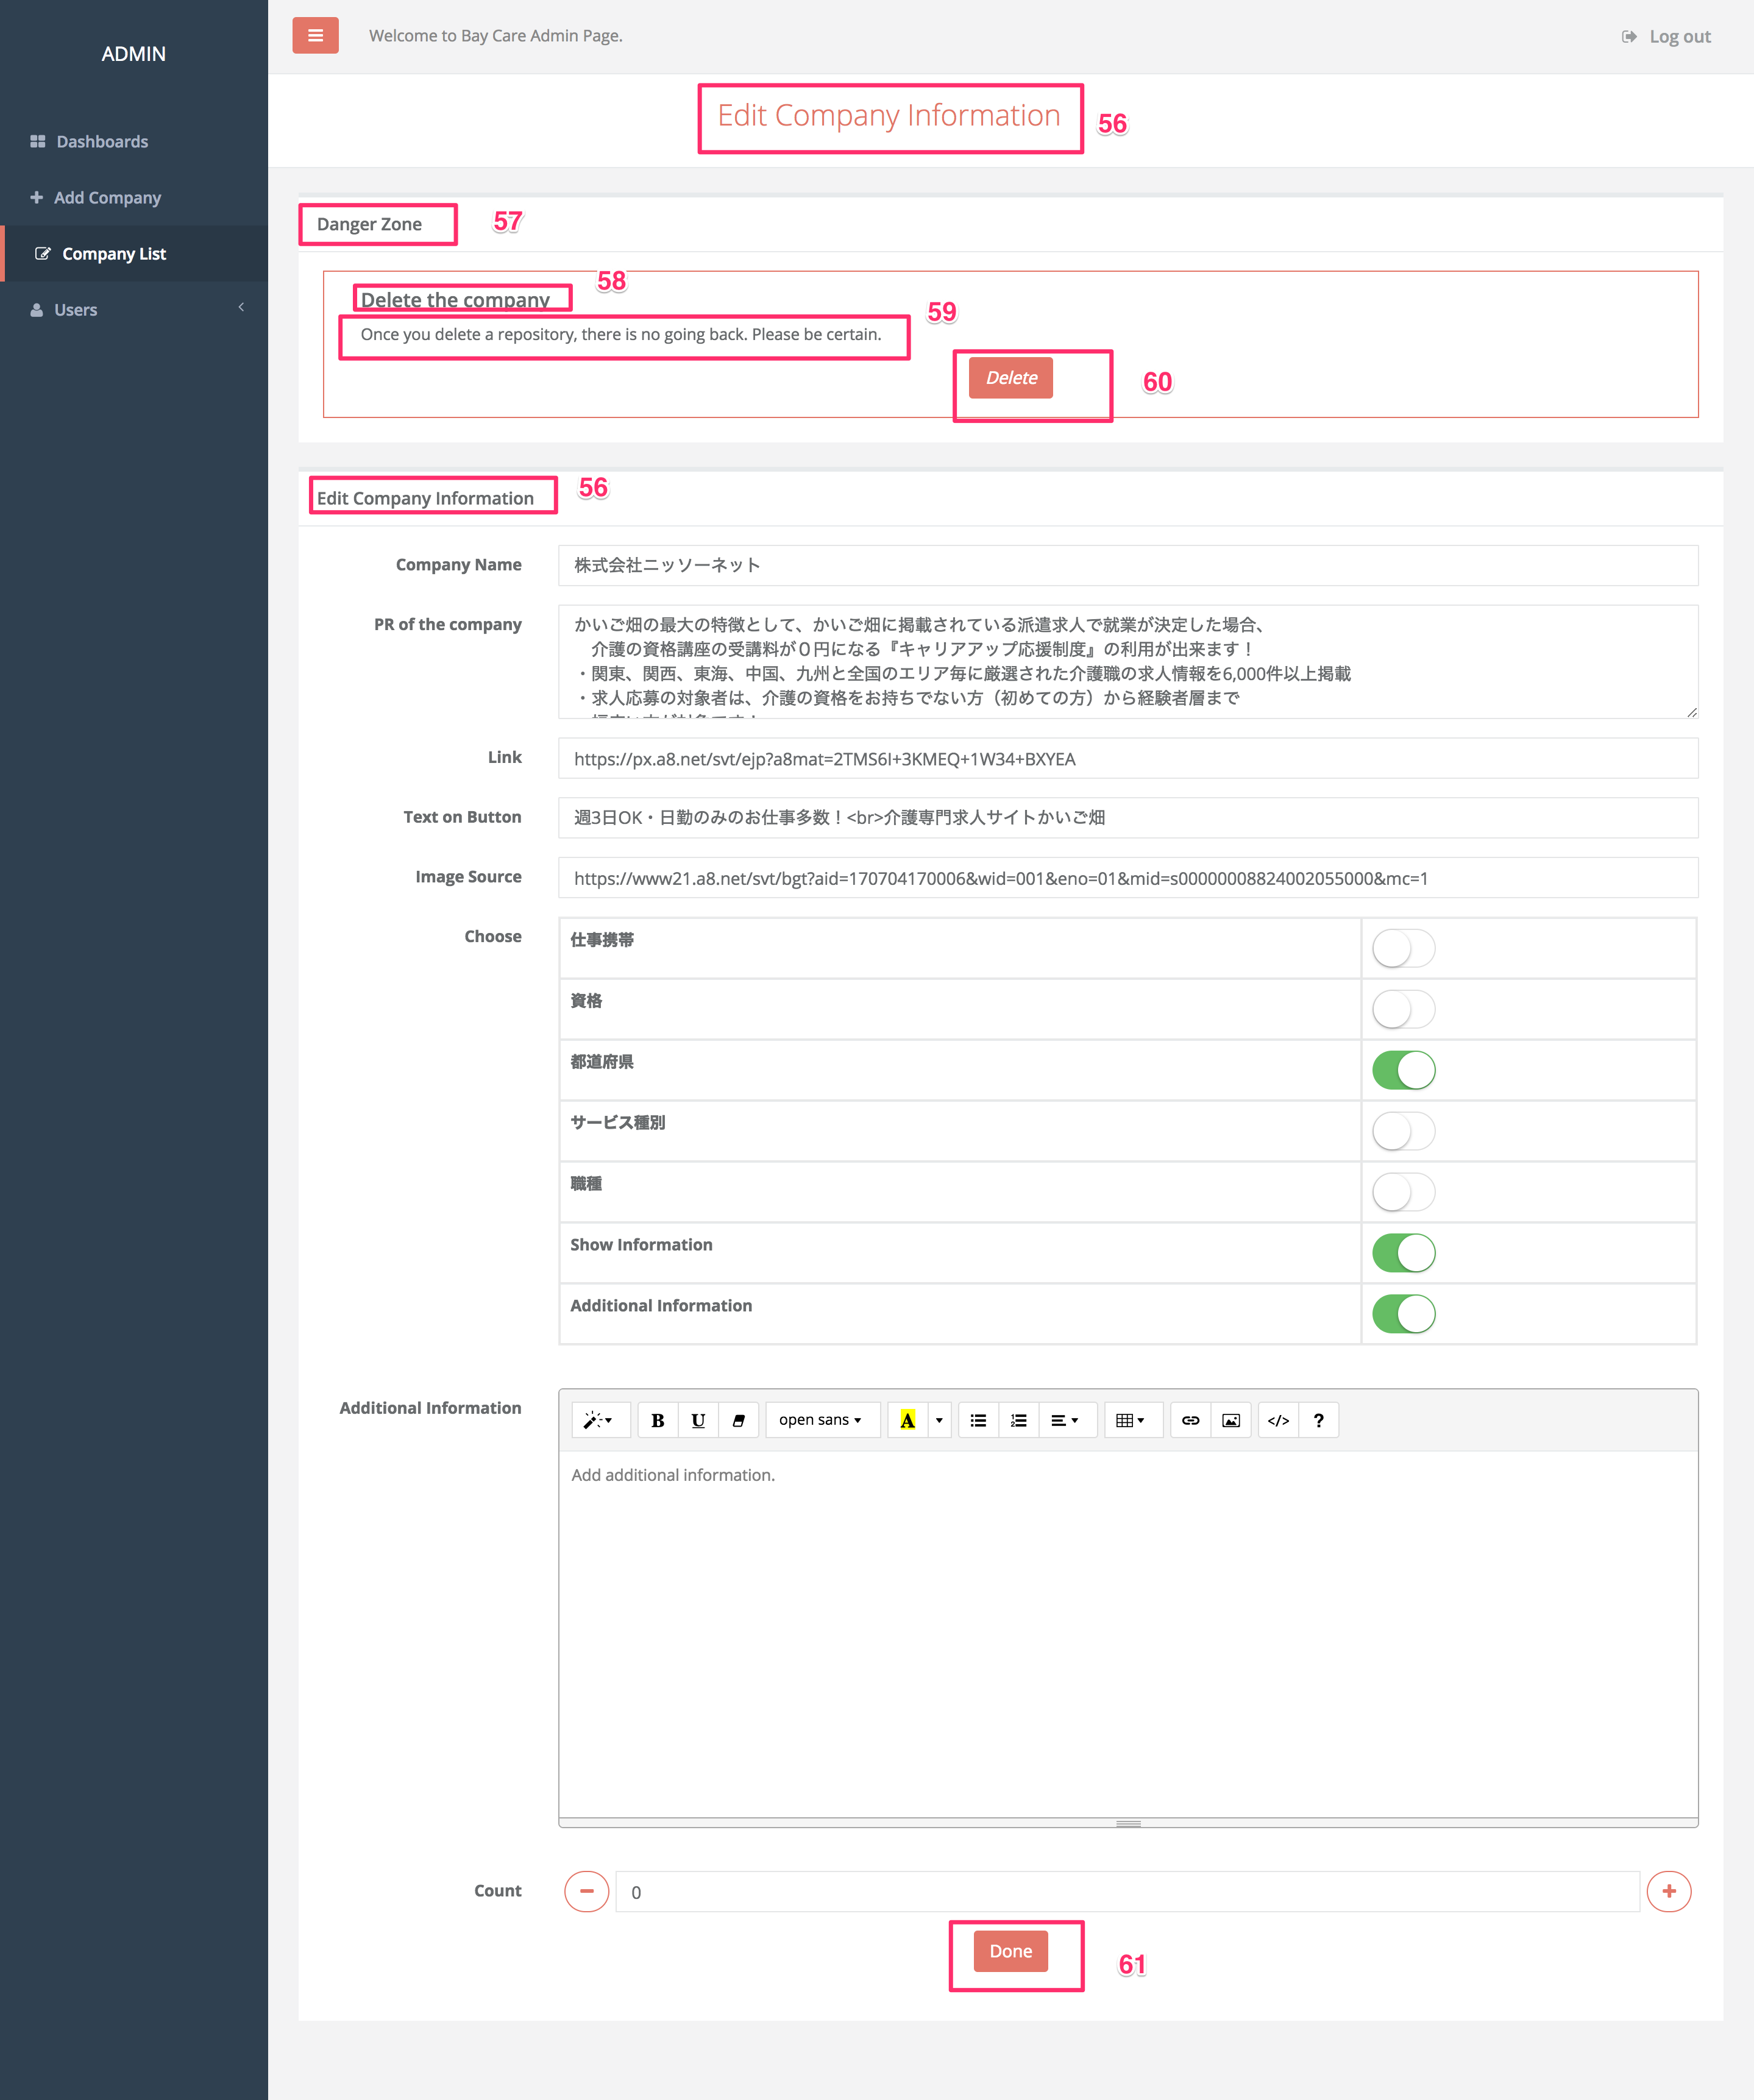 ADMIN
Dashboards
Add Company
Company List
Users
Welcome to Bay Care Admin Page.
Log out
Edit Company Information
56
Danger Zone
57
Delete the company
58
Once you delete a repository, there is no going back. Please be certain.
59
Delete
60
Edit Company Information
56
Company Name
株式会社ニッソーネット
PR of the company
かいご畑の最大の特徴として、かいご畑に掲載されている派遣求人で就業が決定した場合、
介護の資格講座の受講料が０円になる『キャリアアップ応援制度』の利用が出来ます！
・関東、関西、東海、中国、九州と全国のエリア毎に厳選された介護職の求人情報を6,000件以上掲載
・求人応募の対象者は、介護の資格をお持ちでない方（初めての方）から経験者層まで
Link
https://px.a8.net/svt/ejp?a8mat=2TMS6I+3KMEQ+1W34+BXYEA
Text on Button
週3日OK・日勤のみのお仕事多数！<br>介護専門求人サイトかいご畑
Image Source
https://www21.a8.net/svt/bgt?aid=170704170006&wid=001&eno=01&mid=s00000008824002055000&mc=1
Choose
仕事携帯
資格
都道府県
サービス種別
職種
Show Information
Additional Information
Additional Information
B U open sans A </> ?
Add additional information.
Count
0
Done
61